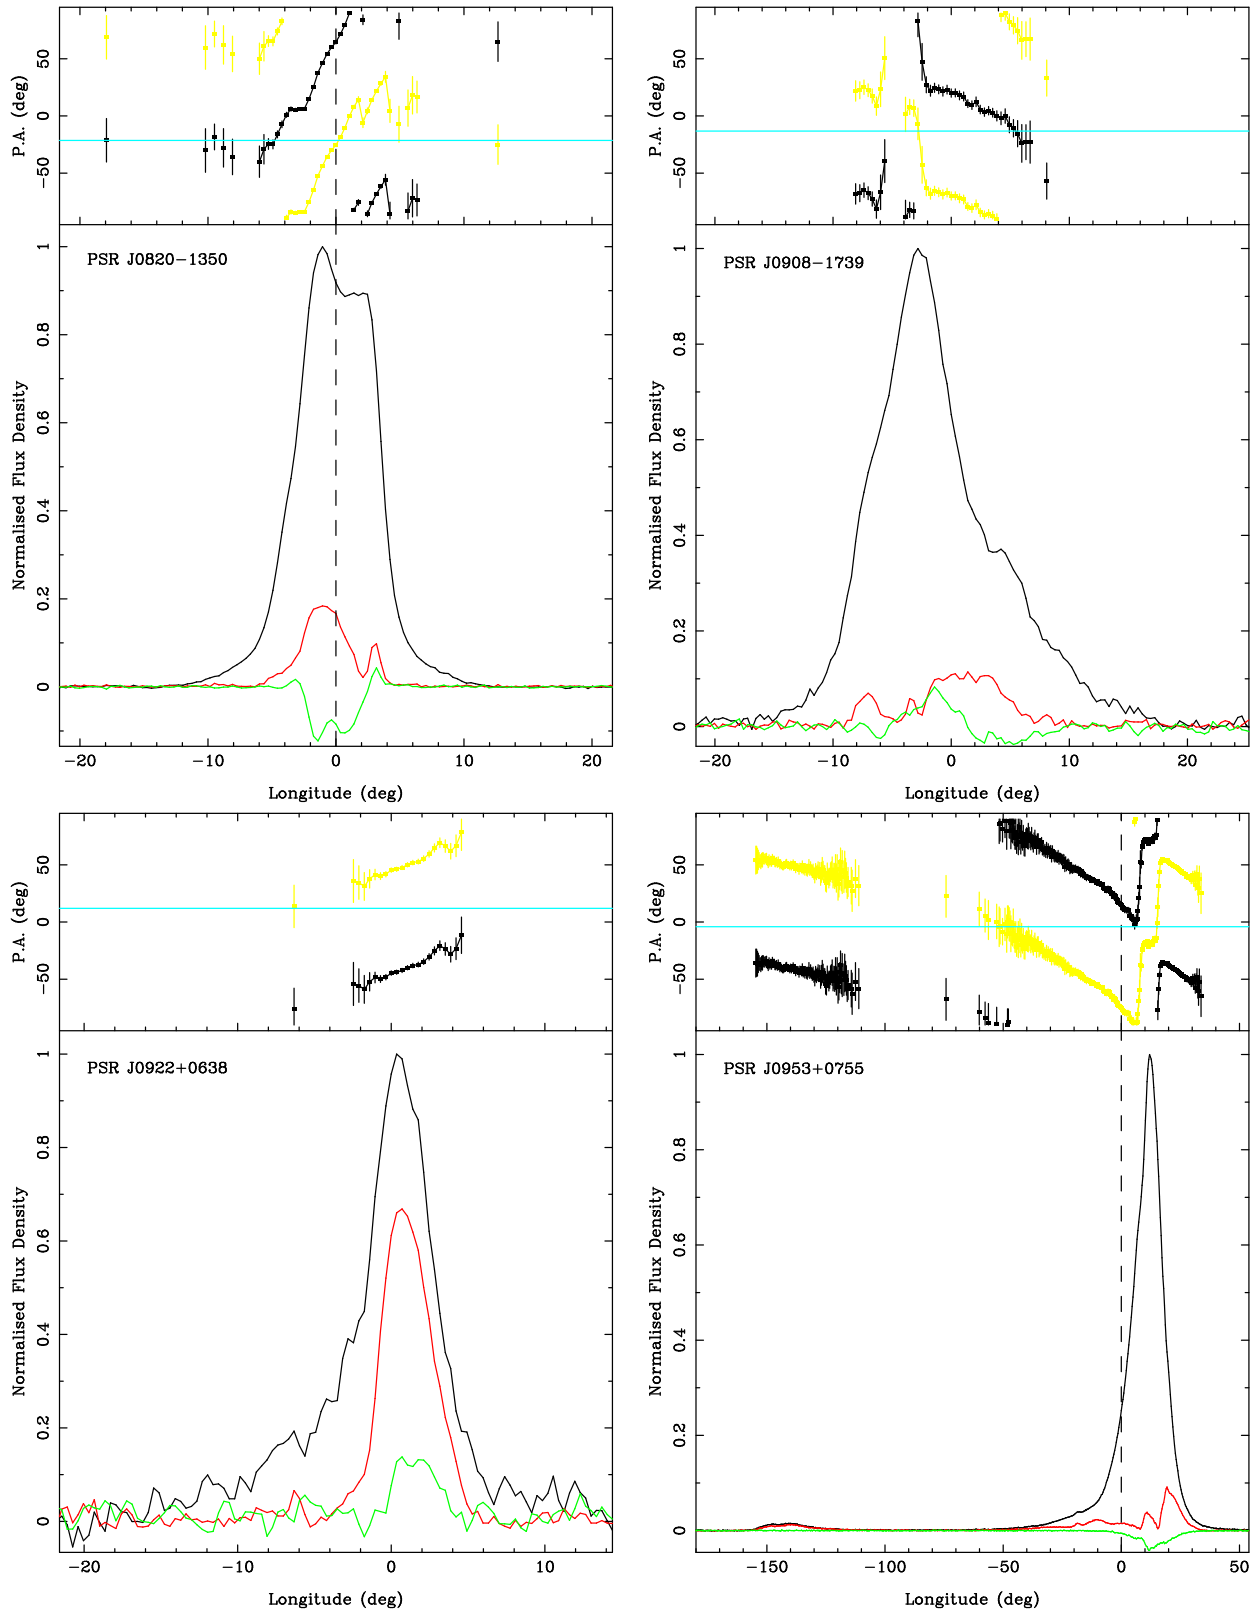 P.A. (deg)
−50 0 50
PSR J0820−1350
Normalised Flux Density
0 0.2 0.4 0.6 0.8 1
−20 −10 0 10 20
Longitude (deg)
P.A. (deg)
−50 0 50
PSR J0908−1739
Normalised Flux Density
0 0.2 0.4 0.6 0.8 1
−20 −10 0 10 20
Longitude (deg)
P.A. (deg)
−50 0 50
PSR J0922+0638
Normalised Flux Density
0 0.2 0.4 0.6 0.8 1
−20 −10 0 10
Longitude (deg)
P.A. (deg)
−50 0 50
PSR J0953+0755
Normalised Flux Density
0 0.2 0.4 0.6 0.8 1
−150 −100 −50 0 50
Longitude (deg)